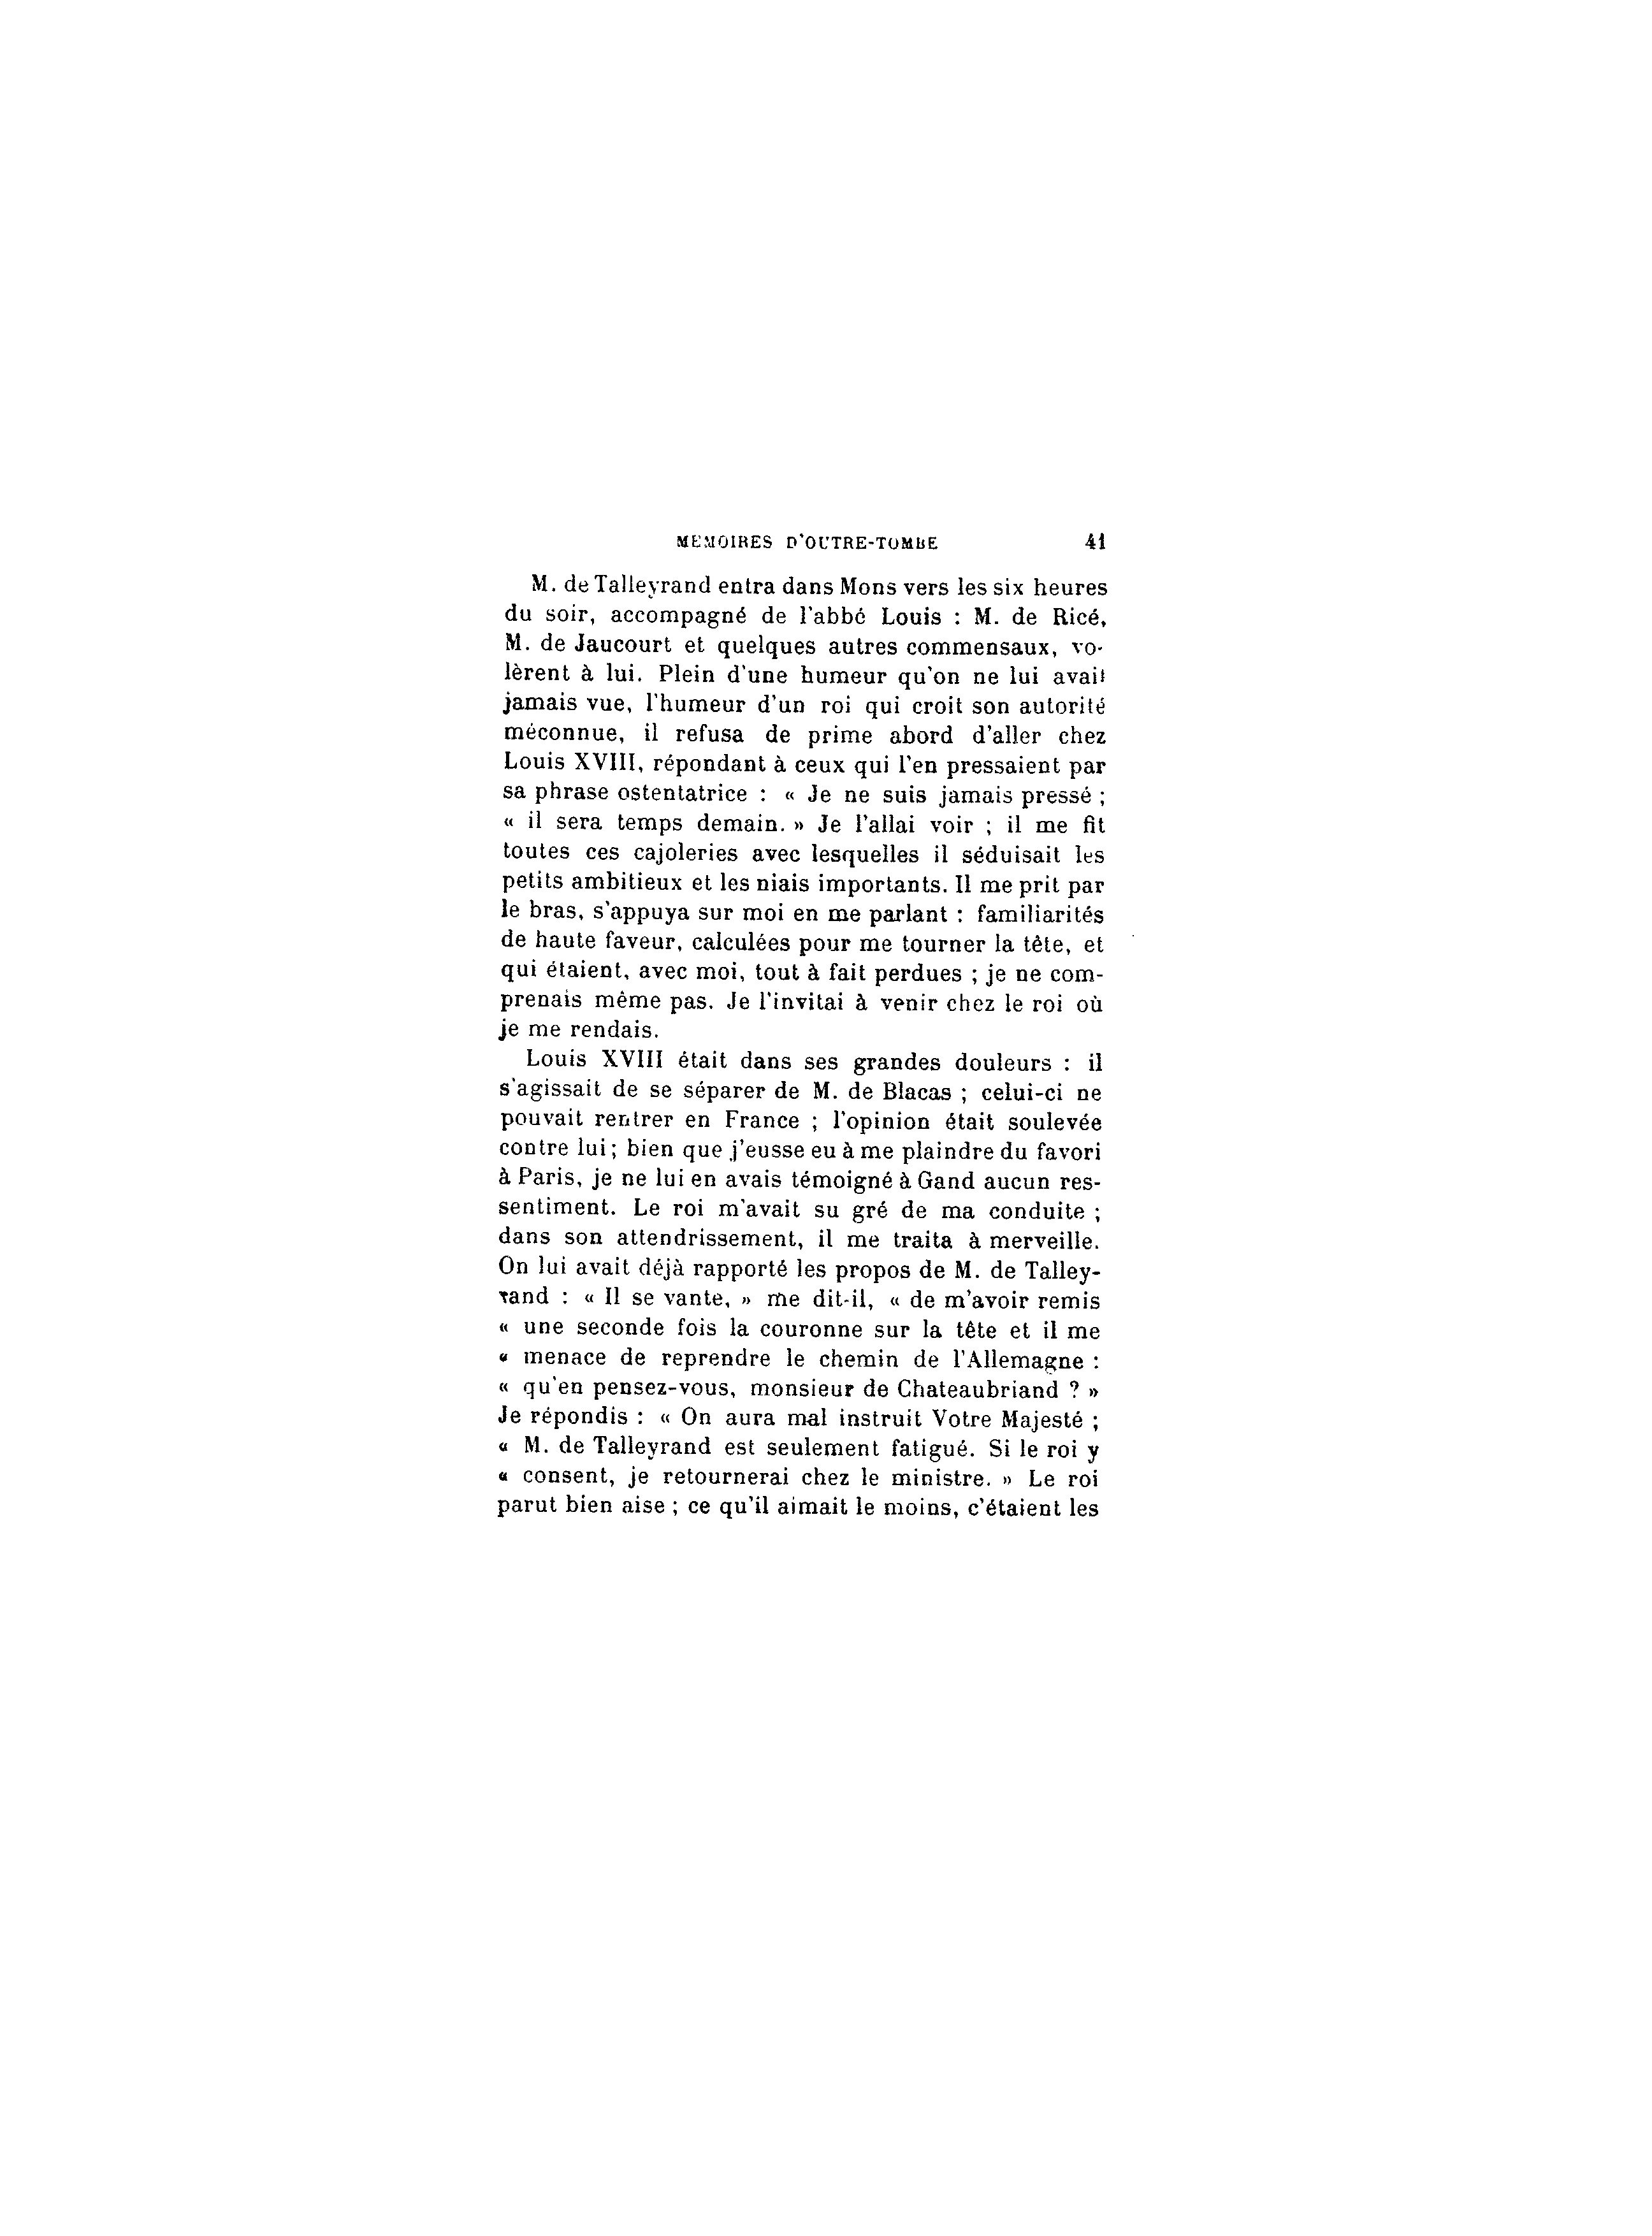 MEMOIRES D'OUTRE-TOMBE 41
M. de Talleyrand entra dans Mons vers les six heures
du soir, accompagné de l'abbé Louis : M. de Ricé,
M. de Jaucourt et quelques autres commensaux, vo-
lèrent à lui. Plein d'une humeur qu'on ne lui avait
jamais vue, l'humeur d'un roi qui croit son autorité
méconnue, il refusa de prime abord d'aller chez
Louis XVIII, répondant à ceux qui l'en pressaient par
sa phrase ostentatrice : « Je ne suis jamais pressé ;
« il sera temps demain. » Je l'allai voir ; il me fit
toutes ces cajoleries avec lesquelles il séduisait les
petits ambitieux et les niais importants. Il me prit par
le bras, s'appuya sur moi en me parlant : familiarités
de haute faveur, calculées pour me tourner la tête, et
qui étaient, avec moi, tout à fait perdues ; je ne com-
prenais même pas. Je l'invitai à venir chez le roi où
je me rendais.
Louis XVIII était dans ses grandes douleurs : il
s'agissait de se séparer de M. de Blacas ; celui-ci ne
pouvait rentrer en France ; l'opinion était soulevée
contre lui ; bien que j'eusse eu à me plaindre du favori
à Paris, je ne lui en avais témoigné à Gand aucun res-
sentiment. Le roi m'avait su gré de ma conduite ;
dans son attendrissement, il me traita à merveille.
On lui avait déjà rapporté les propos de M. de Talley-
rand : « Il se vante, » me dit-il, « de m'avoir remis
« une seconde fois la couronne sur la tête et il me
« menace de reprendre le chemin de l'Allemagne :
« qu'en pensez-vous, monsieur de Chateaubriand ? »
Je répondis : « On aura mal instruit Votre Majesté ;
« M. de Talleyrand est seulement fatigué. Si le roi y
« consent, je retournerai chez le ministre. » Le roi
parut bien aise ; ce qu'il aimait le moins, c'étaient les